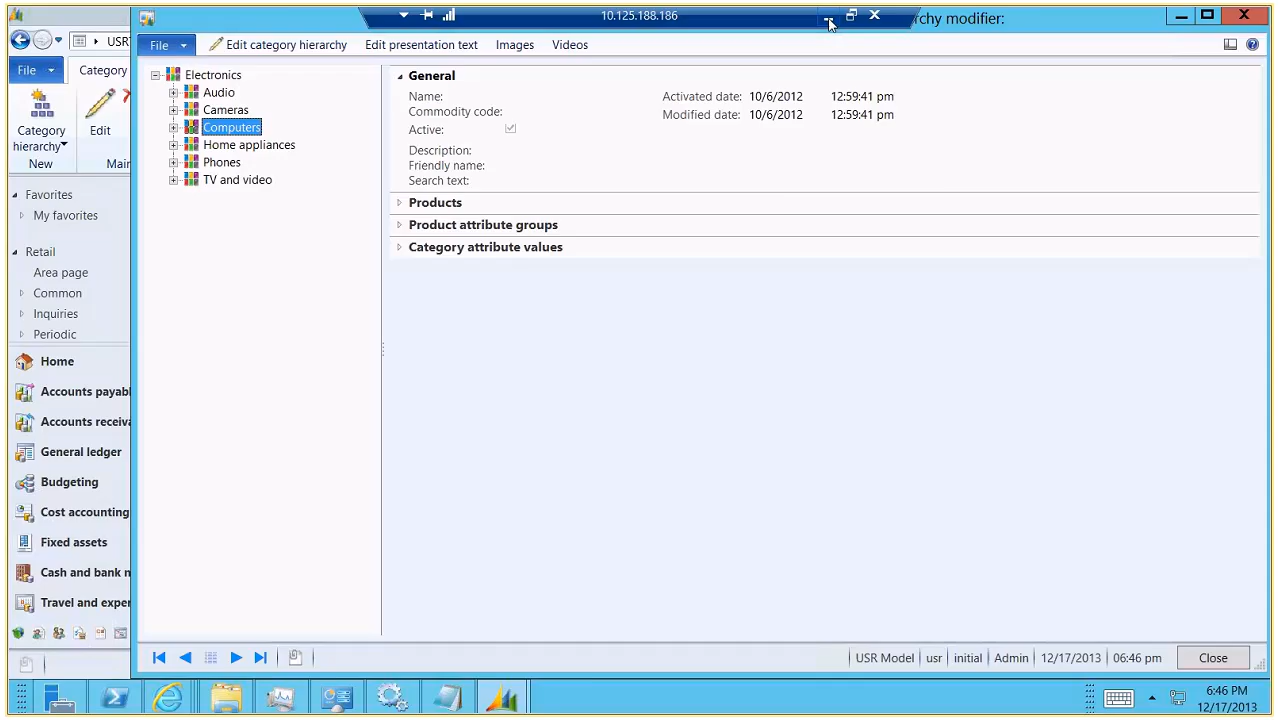 10.125.188.186
rchy modifier:
USR
File
Category
File
Edit category hierarchy
Edit presentation text
Images
Videos
Category
hierarchy
New
Edit
Main
Favorites
My favorites
Retail
Area page
Common
Inquiries
Periodic
Home
Accounts payabl
Accounts receiva
General ledger
Budgeting
Cost accounting
Fixed assets
Cash and bank m
Travel and exper
Electronics
Audio
Cameras
Computers
Home appliances
Phones
TV and video
General
Name:
Commodity code:
Active:
Description:
Friendly name:
Search text:
Activated date: 10/6/2012 12:59:41 pm
Modified date: 10/6/2012 12:59:41 pm
Products
Product attribute groups
Category attribute values
USR Model
usr
initial
Admin
12/17/2013
06:46 pm
Close
6:46 PM
12/17/2013